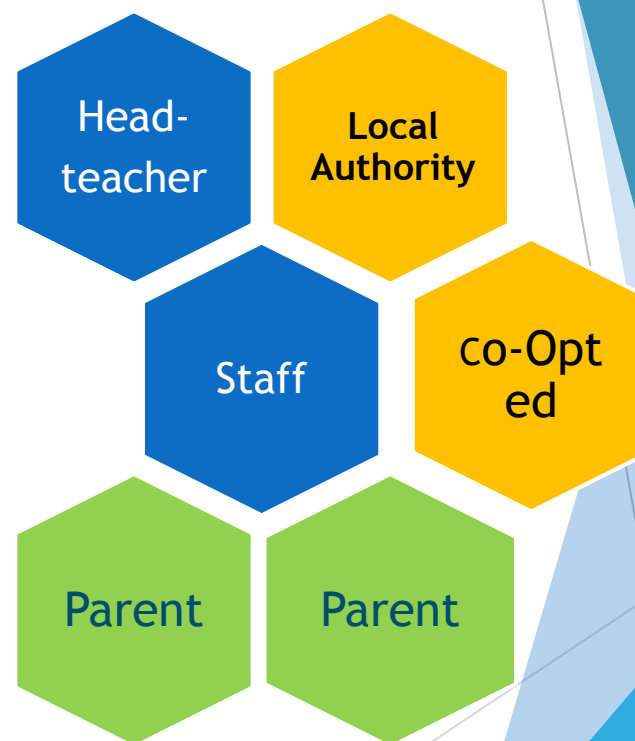 Head-
teacher
Local
Authority
Staff
co-Opt
ed
Parent
Parent